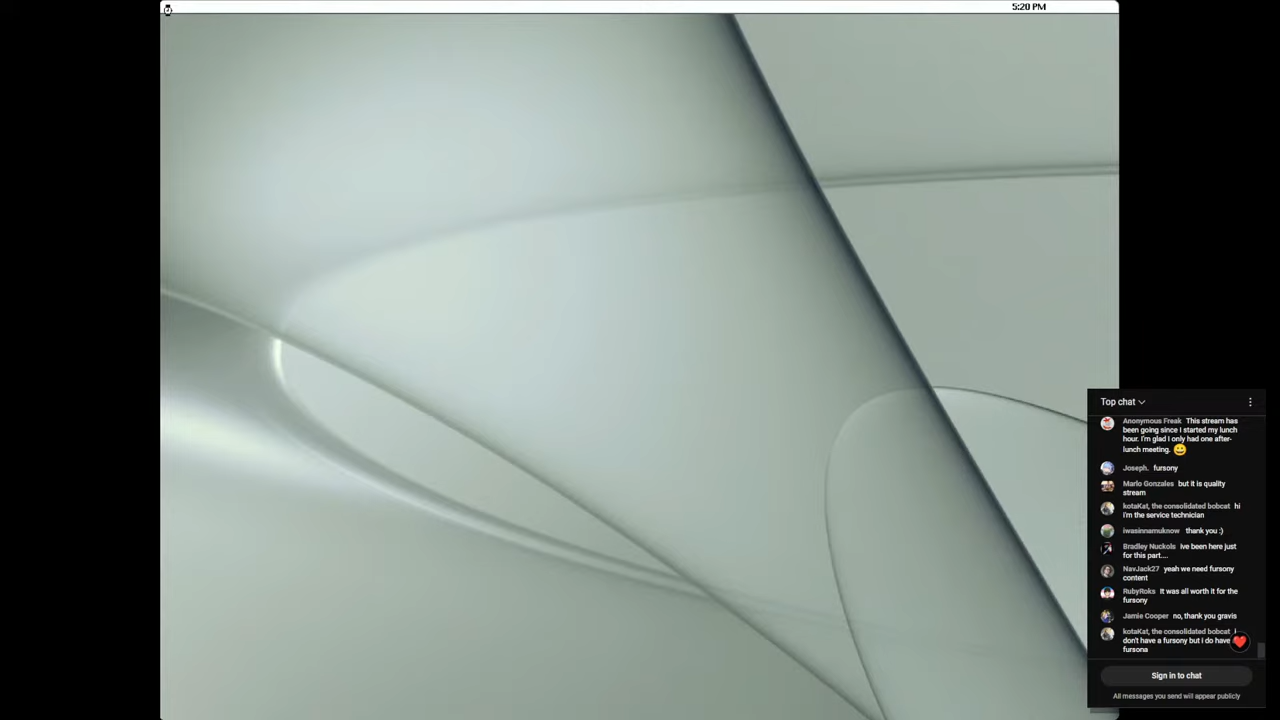 5:20 PM
Top chat
Anonymous Freak This stream has
been going since I started my lunch
hour. I'm glad I only had one after-
lunch meeting.
Joseph. fursony
Marlo Gonzales but it is quality
stream
kotaKat, the consolidated bobcat hi
i'm the service technician
iwasinnamuknow thank you :)
Bradley Nuckols ive been here just
for this part....
NavJack27 yeah we need fursony
content
RubyRoks It was all worth it for the
fursony
Jamie Cooper no, thank you gravis
kotaKat, the consolidated bobcat i
don't have a fursony but i do have
fursona
Sign in to chat
All messages you send will appear publicly